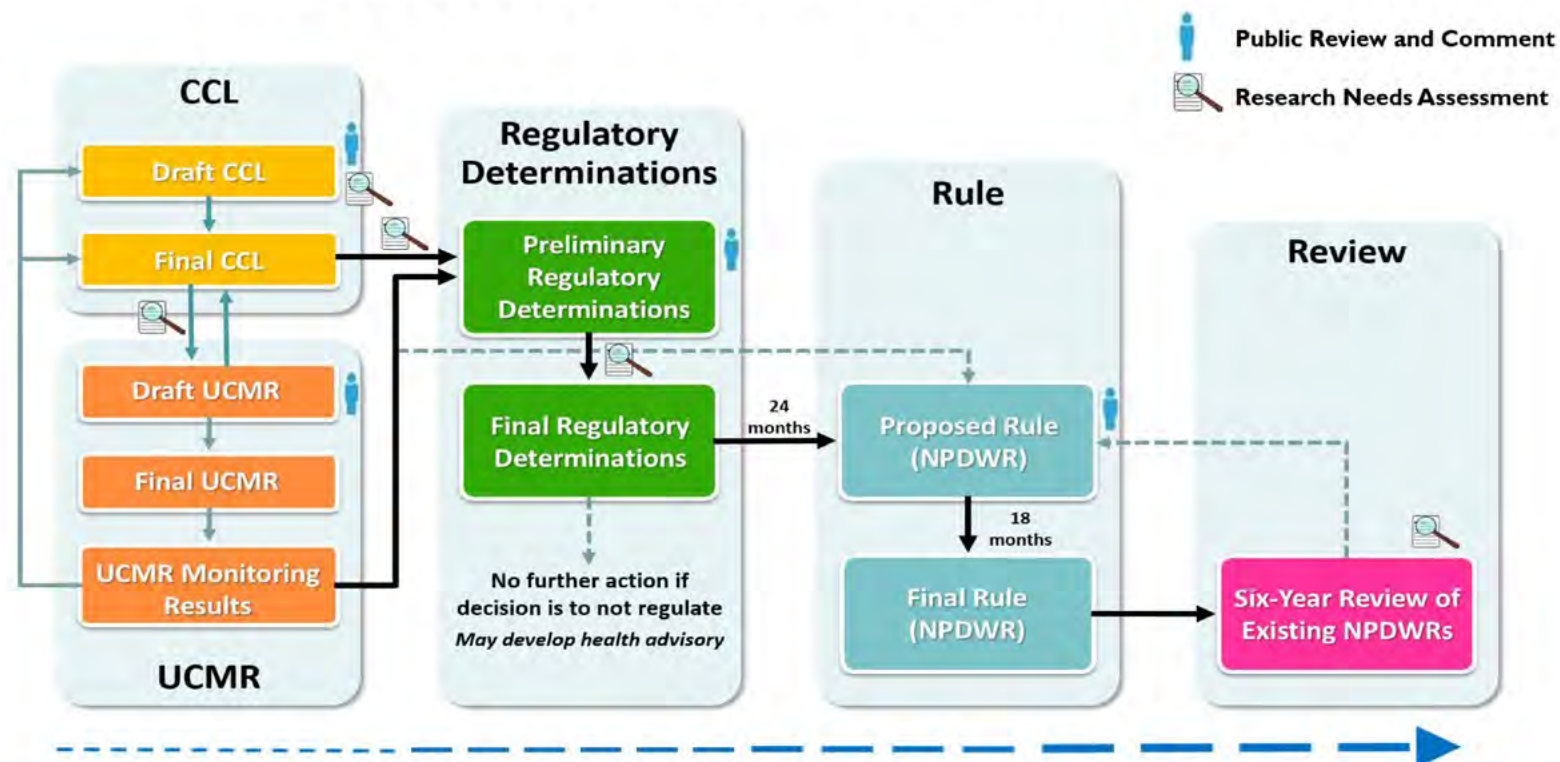 Public Review and Comment
Research Needs Assessment
CCL
Draft CCL
Final CCL
Draft UCMR
Final UCMR
UCMR Monitoring
Results
UCMR
Regulatory
Determinations
Preliminary
Regulatory
Determinations
Final Regulatory
Determinations
No further action if
decision is to not regulate
May develop health advisory
24
months
Rule
Proposed Rule
(NPDWR)
18
months
Final Rule
(NPDWR)
Review
Six-Year Review of
Existing NPDWRs